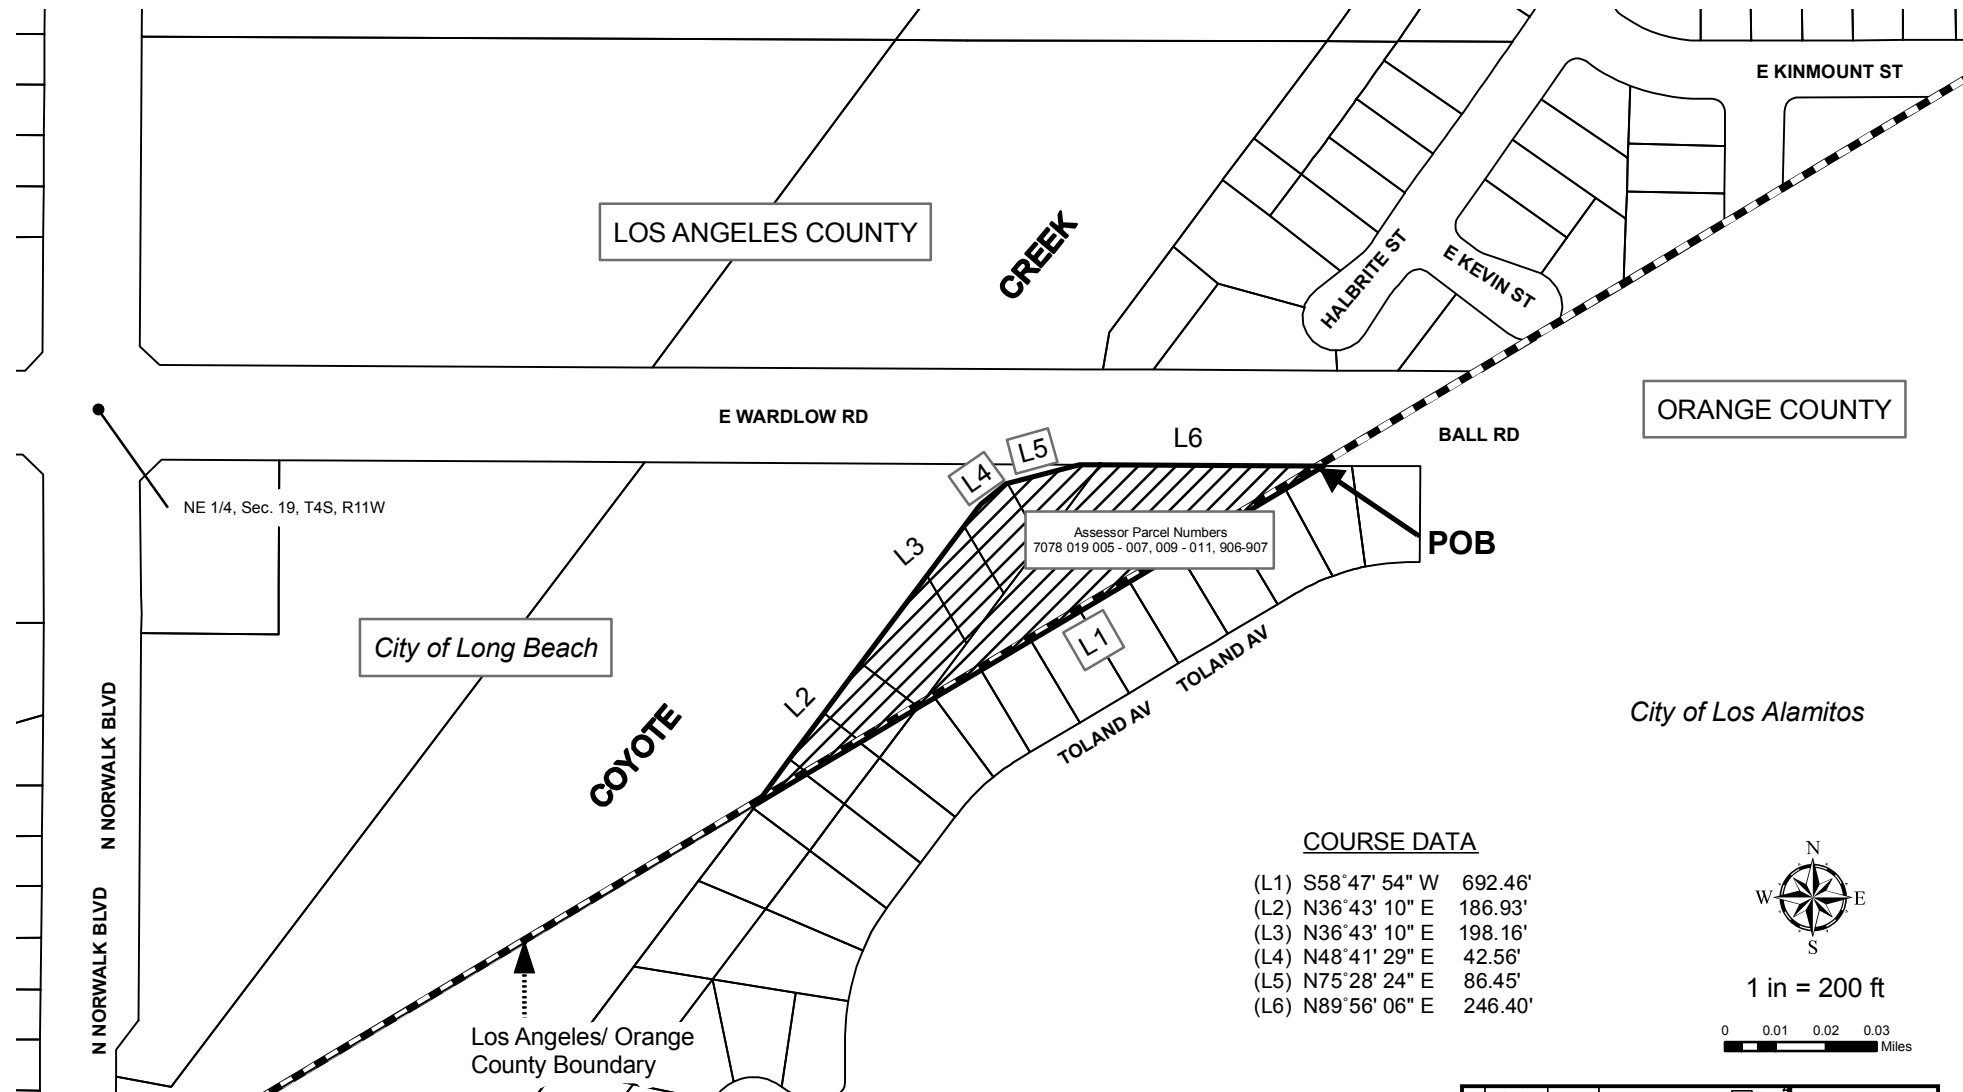 E KINMOUNT ST
LOS ANGELES COUNTY
CREEK
HALBRITE ST
E KEVIN ST
ORANGE COUNTY
E WARDLOW RD
L6
BALL RD
L5
L4
NE 1/4, Sec. 19, T4S, R11W
Assessor Parcel Numbers
7078 019 005 - 007, 009 - 011, 906-907
POB
L3
City of Long Beach
L1
TOLAND AV
TOLAND AV
L2
City of Los Alamitos
COYOTE
N NORWALK BLVD
N NORWALK BLVD
COURSE DATA
(L1) S58°47' 54" W 692.46'
(L2) N36°43' 10" E 186.93'
(L3) N36°43' 10" E 198.16'
(L4) N48°41' 29" E 42.56'
(L5) N75°28' 24" E 86.45'
(L6) N89°56' 06" E 246.40'
N
W
E
S
1 in = 200 ft
0 0.01 0.02 0.03
Miles
Los Angeles/ Orange
County Boundary